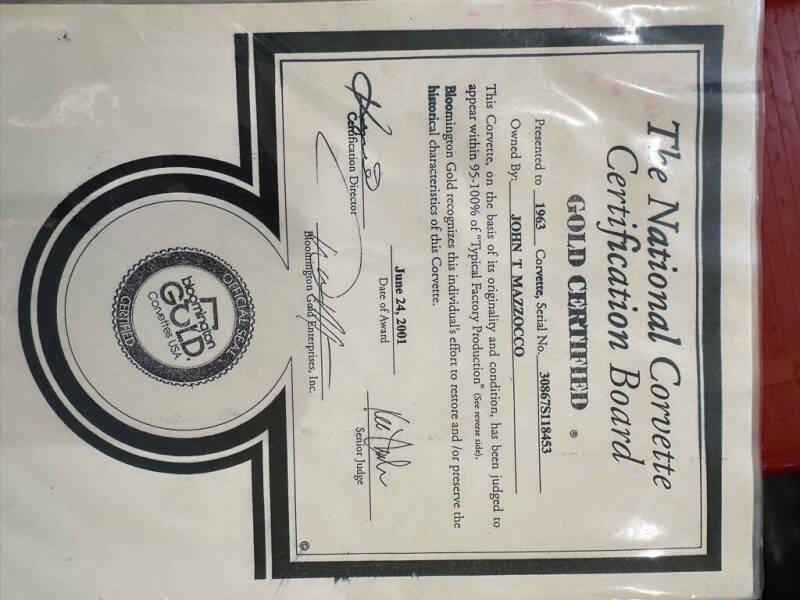 The National Corvette
Certification Board
GOLD CERTIFIED ®
Presented to 1963 Corvette, Serial No. 30867S118453
Owned By: JOHN T MAZZOCCO
This Corvette, on the basis of its originality and condition, has been judged to
appear within 95-100% of "Typical Factory Production" (See reverse side).
Bloomington Gold recognizes this individual's effort to restore and /or preserve the
historical characteristics of this Corvette.
June 24, 2001
Date of Award
Certification Director
Senior Judge
Bloomington Gold Enterprises, Inc.
©
OFFICIAL SEAL
bloomington
GOLD
Corvettes USA
CERTIFIED